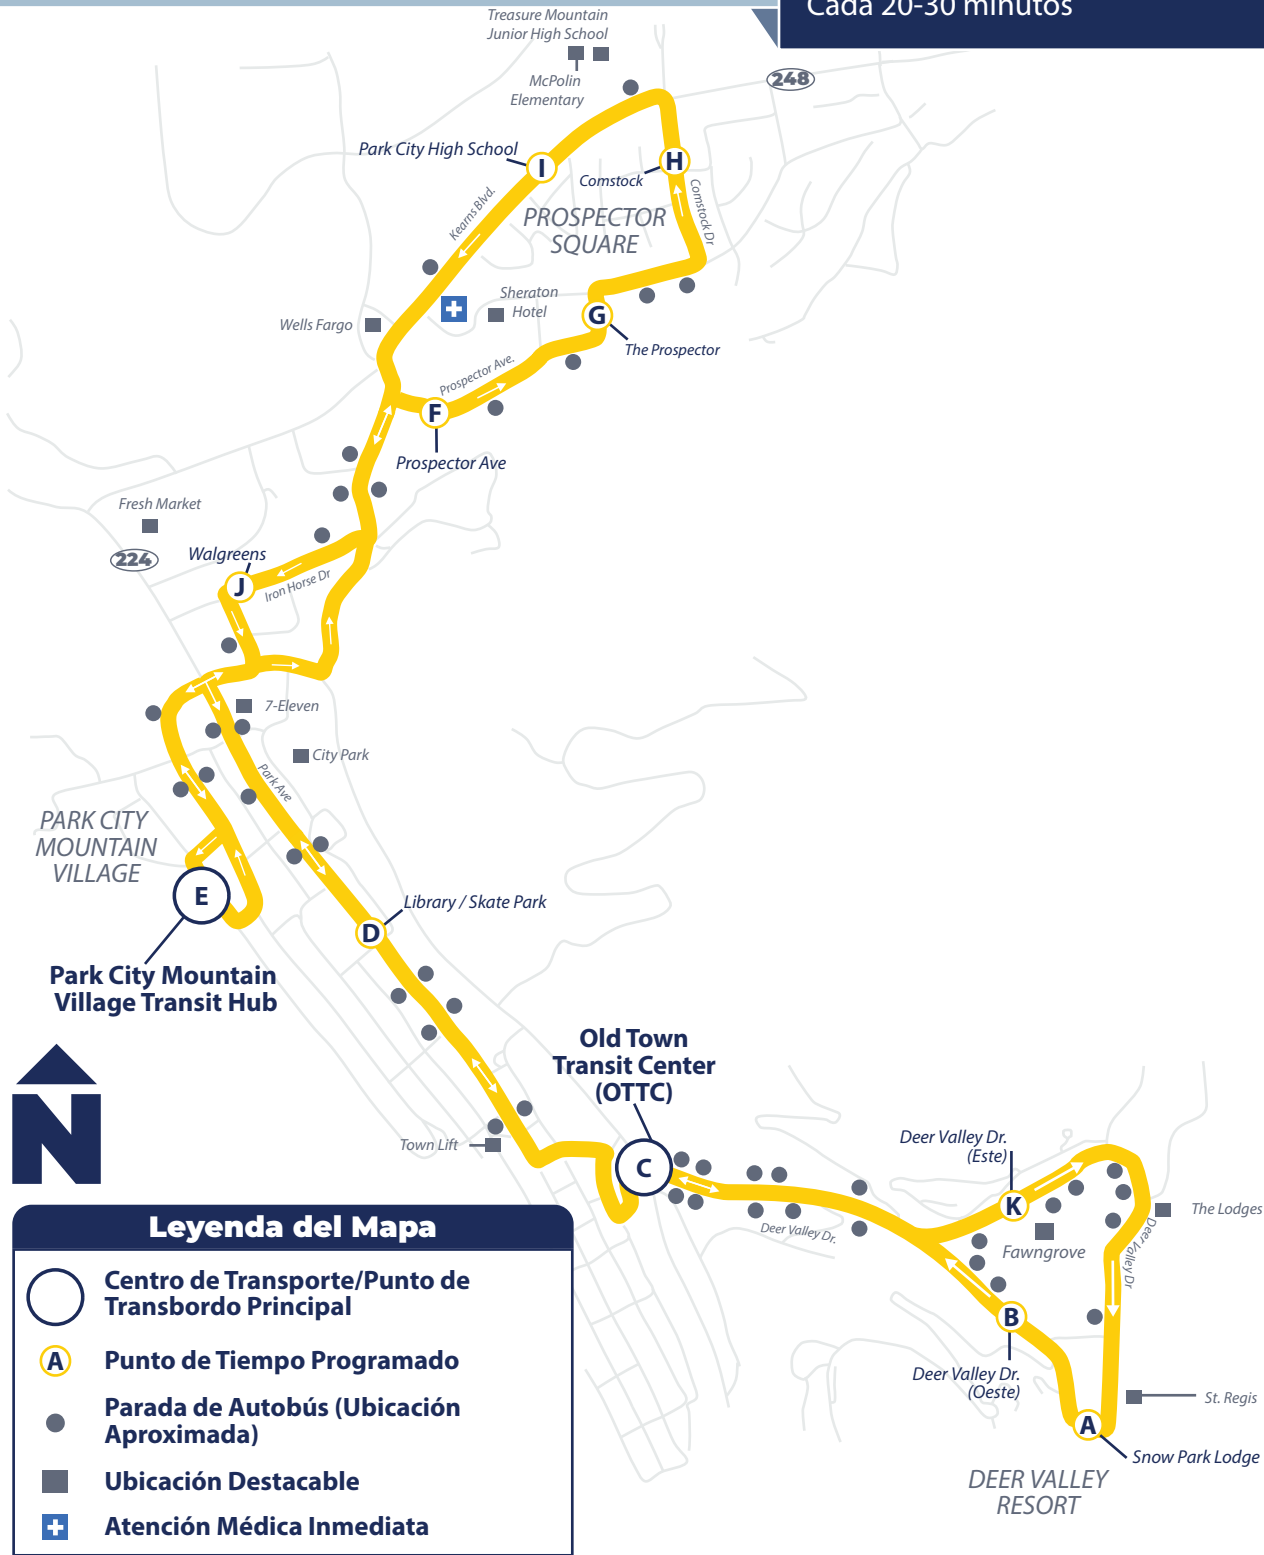 Cada 20-30 minutos
Treasure Mountain
Junior High School
McPolin
Elementary
248
Park City High School
I
H
Comstock
Kearns Blvd.
Comstock Dr
PROSPECTOR
SQUARE
Sheraton
Hotel
Wells Fargo
G
The Prospector
Prospector Ave.
F
Prospector Ave
Fresh Market
224
Walgreens
J
Iron Horse Dr
7-Eleven
City Park
Park Ave
PARK CITY
MOUNTAIN
VILLAGE
E
Library / Skate Park
D
Park City Mountain
Village Transit Hub
N
Old Town
Transit Center
(OTTC)
Town Lift
C
Deer Valley Dr.
Deer Valley Dr.
(Este)
K
The Lodges
Fawngrove
Deer Valley Dr
B
Deer Valley Dr.
(Oeste)
St. Regis
A
Snow Park Lodge
DEER VALLEY
RESORT
Leyenda del Mapa
Centro de Transporte/Punto de
Transbordo Principal
A
Punto de Tiempo Programado
Parada de Autobús (Ubicación
Aproximada)
Ubicación Destacable
Atención Médica Inmediata